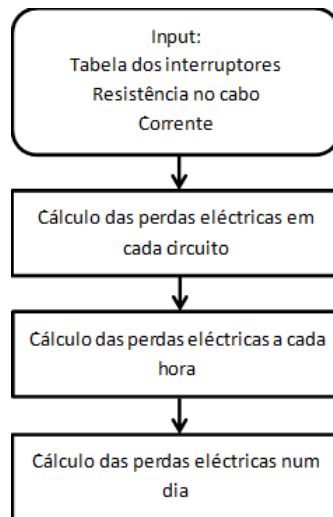 Input:
Tabela dos interruptores
Resistência no cabo
Corrente
Cálculo das perdas eléctricas em
cada circuito
Cálculo das perdas eléctricas a cada
hora
Cálculo das perdas eléctricas num
dia